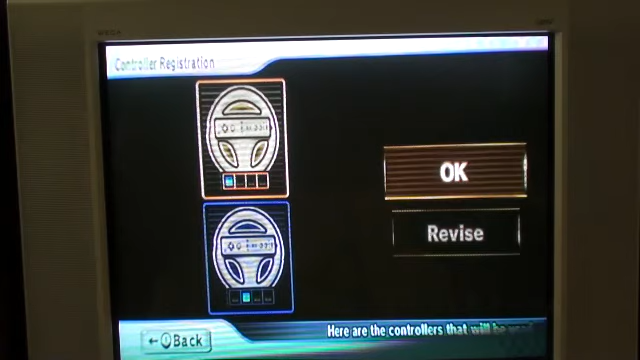 Controller Registration
OK
Revise
Back
Here are the controllers that will be